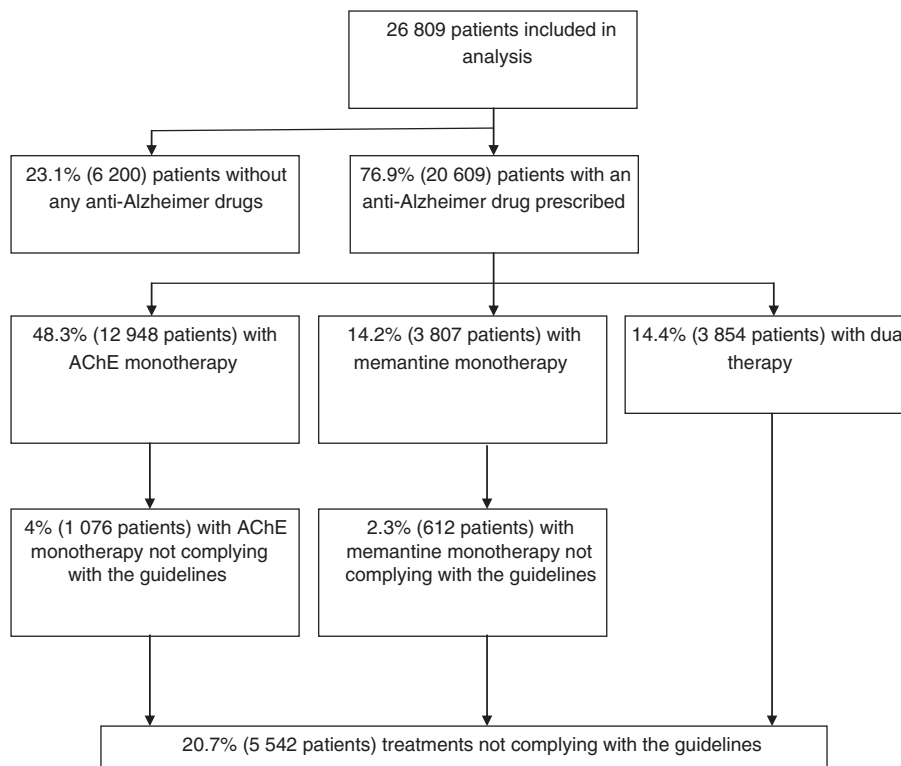 26 809 patients included in
analysis
23.1% (6 200) patients without
any anti-Alzheimer drugs
76.9% (20 609) patients with an
anti-Alzheimer drug prescribed
48.3% (12 948 patients) with
AChE monotherapy
14.2% (3 807 patients) with
memantine monotherapy
14.4% (3 854 patients) with dua
therapy
4% (1 076 patients) with AChE
monotherapy not complying
with the guidelines
2.3% (612 patients) with
memantine monotherapy not
complying with the guidelines
20.7% (5 542 patients) treatments not complying with the guidelines